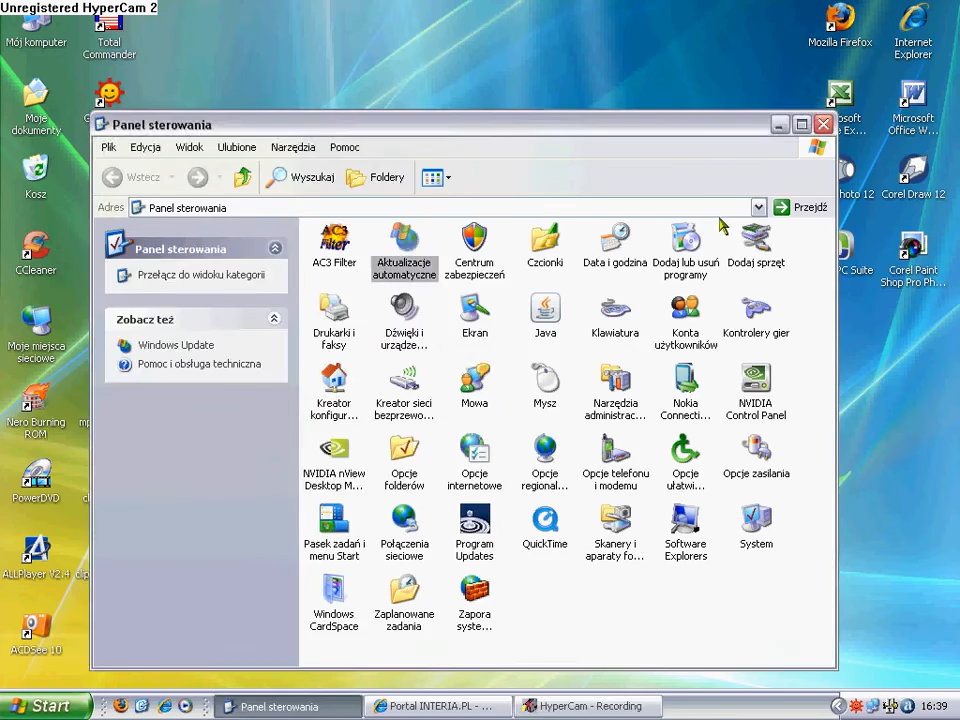 Unregistered HyperCam 2
Mój komputer
Total
Commander
Mozilla Firefox
Internet
Explorer
Moje
dokumenty
Kosz
CCleaner
Moje miejsca
sieciowe
Nero Burning
ROM
PowerDVD
ALLPlayer V2.4
ACDSee 10
Microsoft
Office W...
Corel Draw 12
Corel Paint
Shop Pro Ph...
Panel sterowania
Plik Edycja Widok Ulubione Narzędzia Pomoc
Wstecz Wyszukaj Foldery
Adres Panel sterowania Przejdź
Panel sterowania
Przełącz do widoku kategorii
Zobacz też
Windows Update
Pomoc i obsługa techniczna
AC3
Filter
AC3 Filter
Aktualizacje
automatyczne
Centrum
zabezpieczeń
Czcionki
Data i godzina
Dodaj lub usuń
programy
Dodaj sprzęt
Drukarki i
faksy
Dźwięki i
urządze...
Ekran
Java
Klawiatura
Konta
użytkowników
Kontrolery gier
Kreator
konfigur...
Kreator sieci
bezprzewo...
Mowa
Mysz
Narzędzia
administrac...
Nokia
Connecti...
NVIDIA
Control Panel
NVIDIA nView
Desktop M...
Opcje
folderów
Opcje
internetowe
Opcje
regional...
Opcje telefonu
i modemu
Opcje
ułatwi...
Opcje zasilania
Pasek zadań i
menu Start
Połączenia
sieciowe
Program
Updates
QuickTime
Skanery i
aparaty fo...
Software
Explorers
System
Windows
CardSpace
Zaplanowane
zadania
Zapora
syste...
Start Panel sterowania Portal INTERIA.PL - ... HyperCam - Recording 16:39